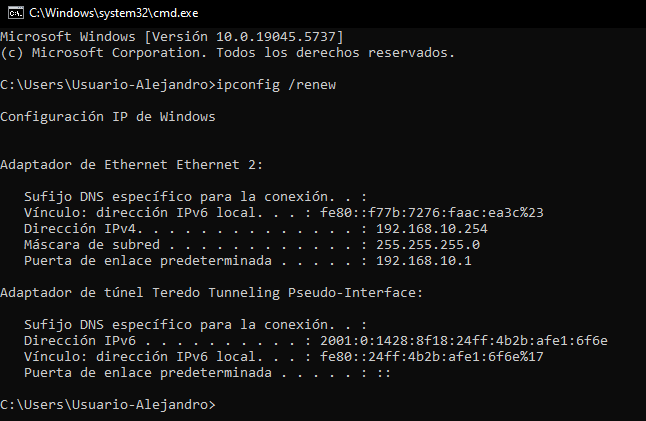 C:\Windows\system32\cmd.exe
Microsoft Windows [Versión 10.0.19045.5737]
(c) Microsoft Corporation. Todos los derechos reservados.
C:\Users\Usuario-Alejandro>ipconfig /renew
Configuración IP de Windows
Adaptador de Ethernet Ethernet 2:
Sufijo DNS específico para la conexión. . :
Vínculo: dirección IPv6 local. . . : fe80::f77b:7276:faac:ea3c%23
Dirección IPv4. . . . . . . . . . . . . . : 192.168.10.254
Máscara de subred . . . . . . . . . . . . : 255.255.255.0
Puerta de enlace predeterminada . . . . . : 192.168.10.1
Adaptador de túnel Teredo Tunneling Pseudo-Interface:
Sufijo DNS específico para la conexión. . :
Dirección IPv6 . . . . . . . . . . : 2001:0:1428:8f18:24ff:4b2b:afe1:6f6e
Vínculo: dirección IPv6 local. . . : fe80::24ff:4b2b:afe1:6f6e%17
Puerta de enlace predeterminada . . . . . : ::
C:\Users\Usuario-Alejandro>